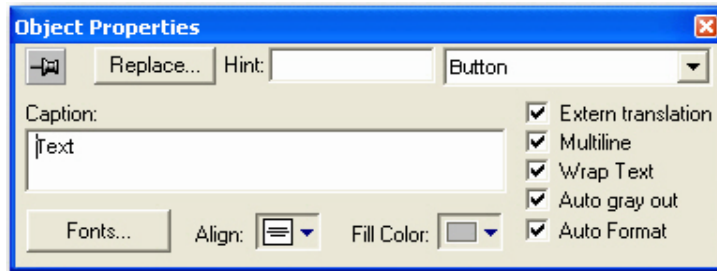 Object Properties
Replace... Hint: Button
Caption: Extern translation
Text Multiline
Wrap Text
Auto gray out
Fonts... Align: Fill Color: Auto Format